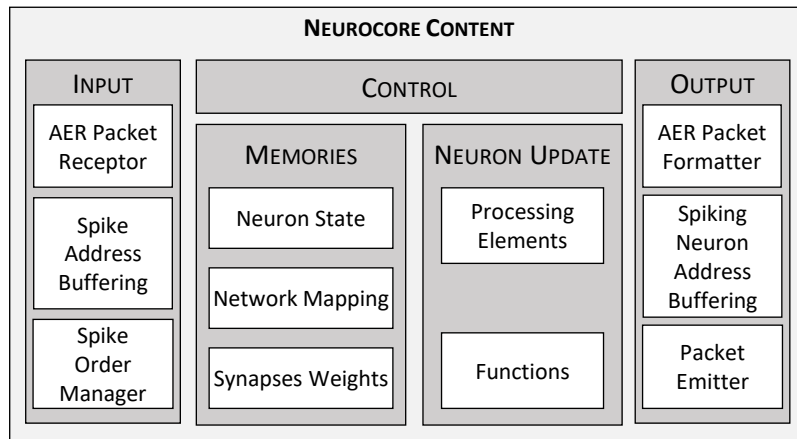 NEUROCORE CONTENT
INPUT
AER Packet
Receptor
Spike
Address
Buffering
Spike
Order
Manager
CONTROL
MEMORIES
Neuron State
Network Mapping
Synapses Weights
NEURON UPDATE
Processing
Elements
Functions
OUTPUT
AER Packet
Formatter
Spiking
Neuron
Address
Buffering
Packet
Emitter